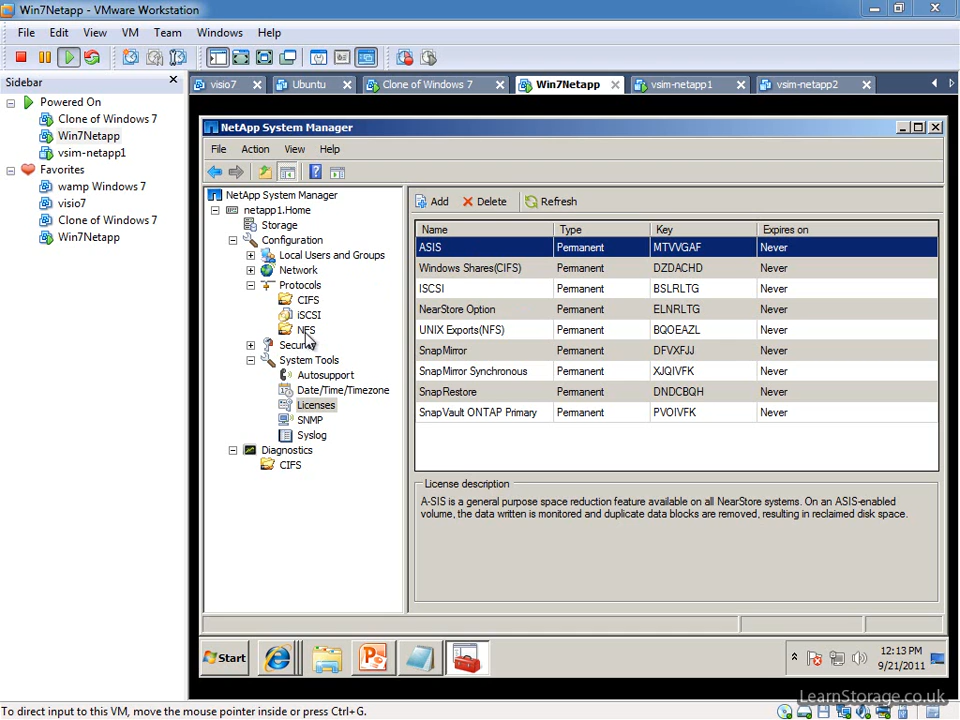 Win7Netapp - VMware Workstation
File Edit View VM Team Windows Help
Sidebar
Powered On
Clone of Windows 7
Win7Netapp
vsim-netapp1
Favorites
wamp Windows 7
visio7
Clone of Windows 7
Win7Netapp
visio7 Ubuntu Clone of Windows 7 Win7Netapp vsim-netapp1 vsim-netapp2
NetApp System Manager
File Action View Help
NetApp System Manager
netapp1.Home
Storage
Configuration
Local Users and Groups
Network
Protocols
CIFS
iSCSI
NFS
Security
System Tools
Autosupport
Date/Time/Timezone
Licenses
SNMP
Syslog
Diagnostics
CIFS
Add Delete Refresh
Name Type Key Expires on
ASIS Permanent MTVVGAF Never
Windows Shares(CIFS) Permanent DZDACHD Never
ISCSI Permanent BSLRLTG Never
NearStore Option Permanent ELNRLTG Never
UNIX Exports(NFS) Permanent BQOEAZL Never
SnapMirror Permanent DFVXFJJ Never
SnapMirror Synchronous Permanent XJQIVFK Never
SnapRestore Permanent DNDCBQH Never
SnapVault ONTAP Primary Permanent PVOIVFK Never
License description
A-SIS is a general purpose space reduction feature available on all NearStore systems. On an ASIS-enabled
volume, the data written is monitored and duplicate data blocks are removed, resulting in reclaimed disk space.
Start
12:13 PM
9/21/2011
LearnStorage.co.uk
To direct input to this VM, move the mouse pointer inside or press Ctrl+G.